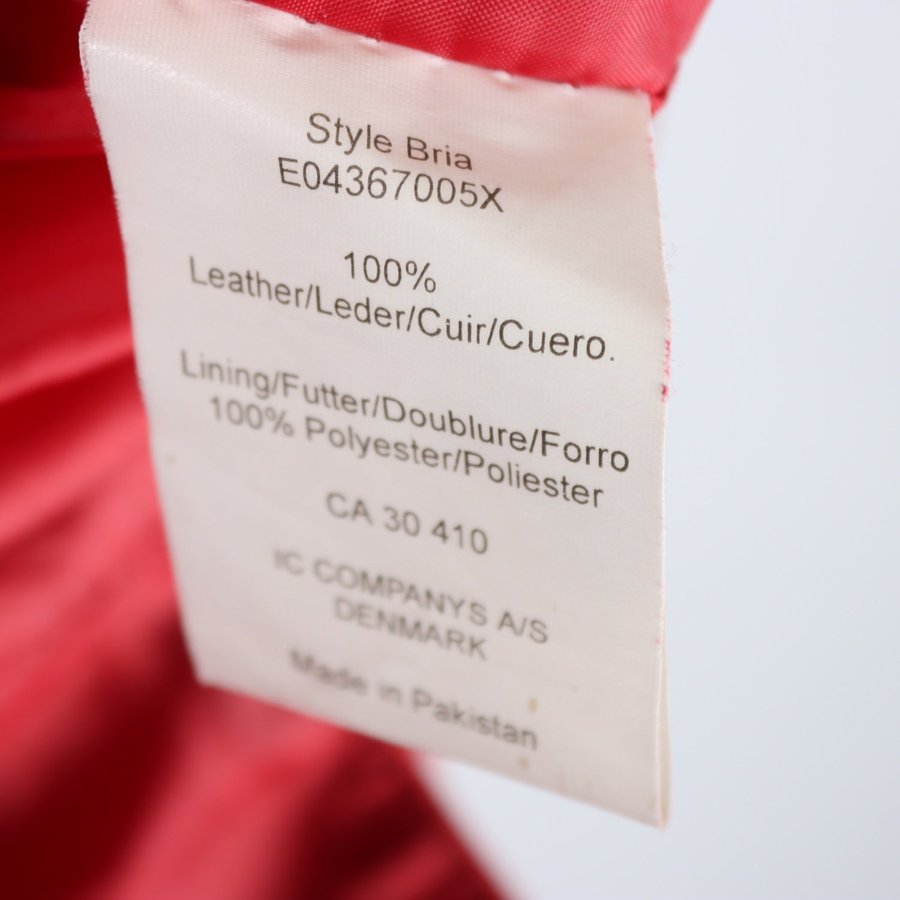 Style Bria
E04367005X
100%
Leather/Leder/Cuir/Cuero.
Lining/Futter/Doublure/Forro
100% Polyester/Poliester
CA 30 410
IC COMPANYS A/S
DENMARK
Made in Pakistan